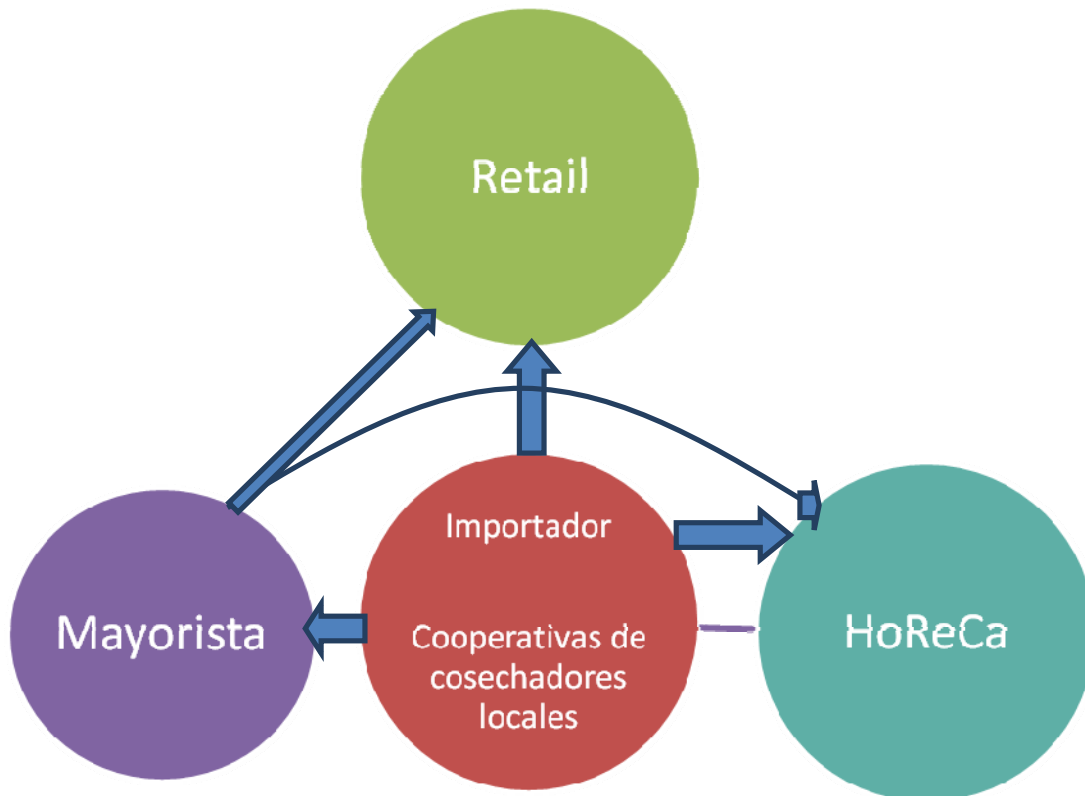 Retail
Importador
Mayorista
Cooperativas de
cosechadores
locales
HoReCa